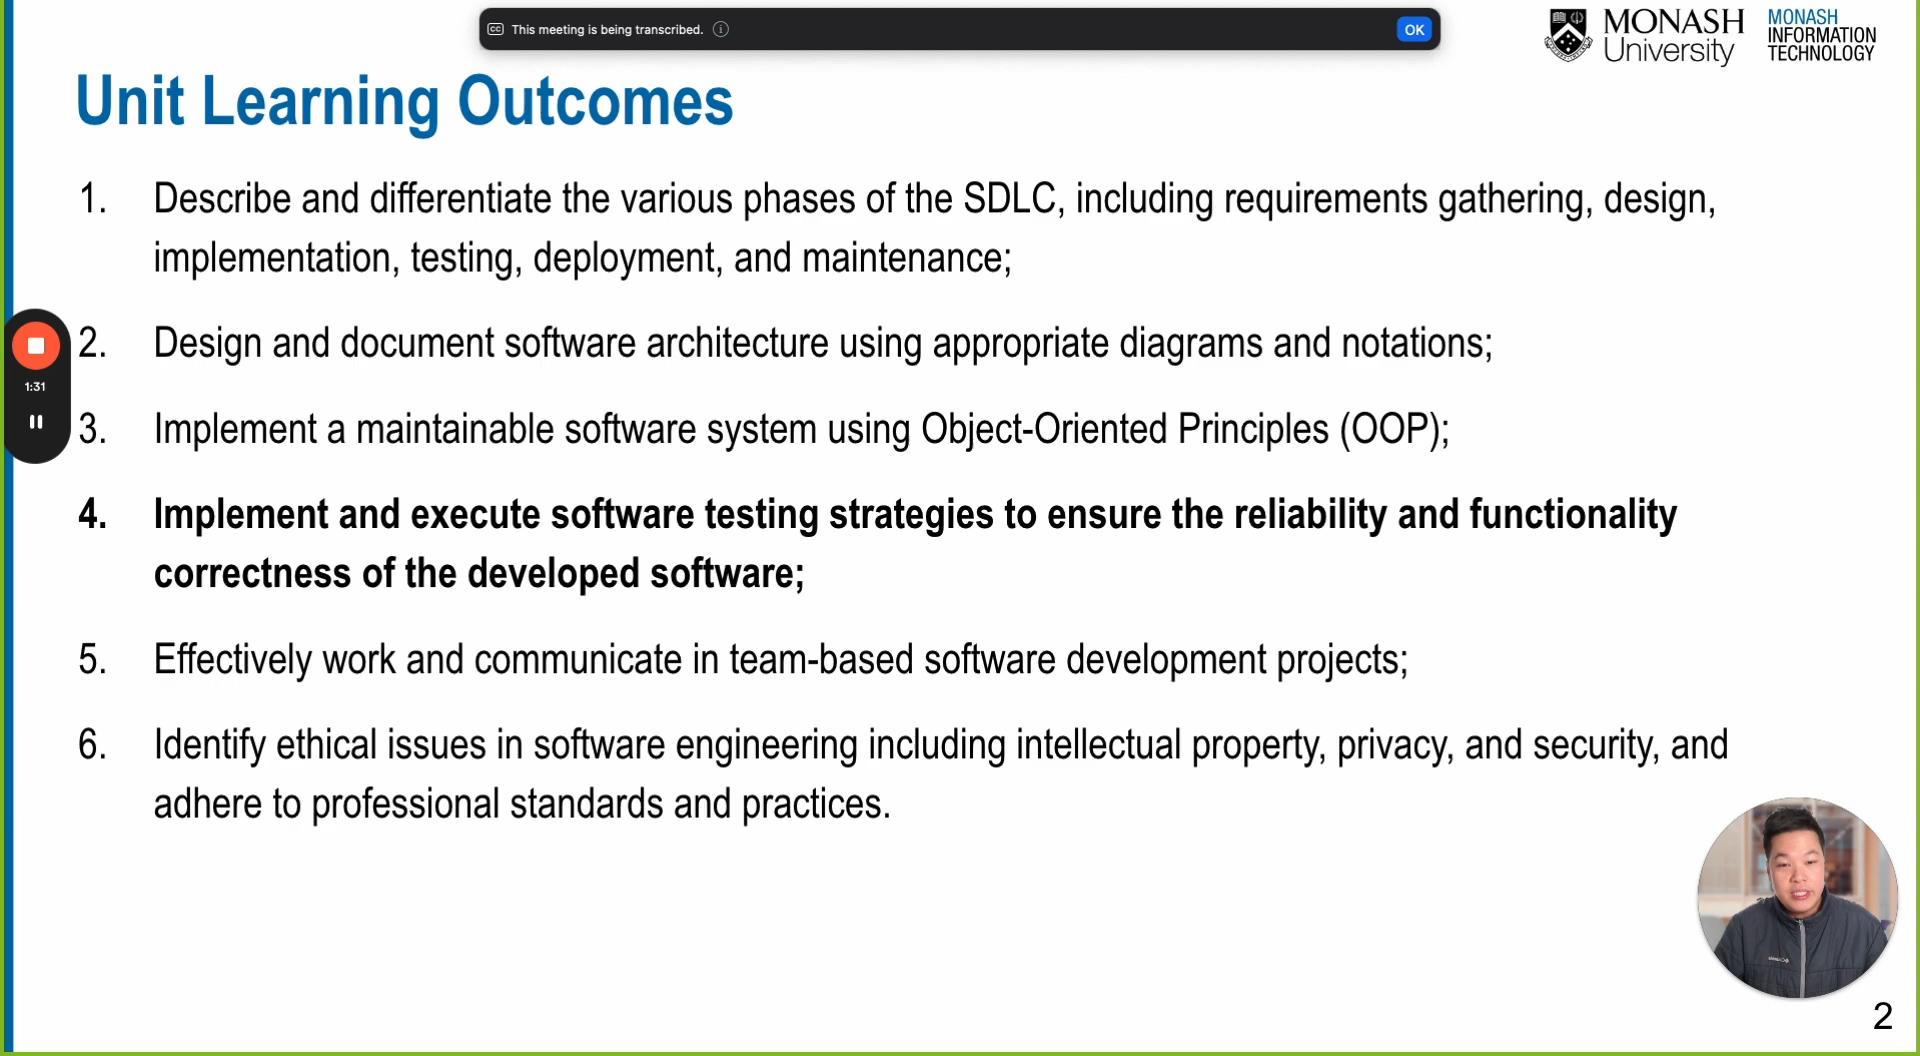 This meeting is being transcribed.
OK
MONASH
University
MONASH
INFORMATION
TECHNOLOGY
Unit Learning Outcomes
1. Describe and differentiate the various phases of the SDLC, including requirements gathering, design,
implementation, testing, deployment, and maintenance;
2. Design and document software architecture using appropriate diagrams and notations;
1:31
3. Implement a maintainable software system using Object-Oriented Principles (OOP);
4. Implement and execute software testing strategies to ensure the reliability and functionality
correctness of the developed software;
5. Effectively work and communicate in team-based software development projects;
6. Identify ethical issues in software engineering including intellectual property, privacy, and security, and
adhere to professional standards and practices.
2